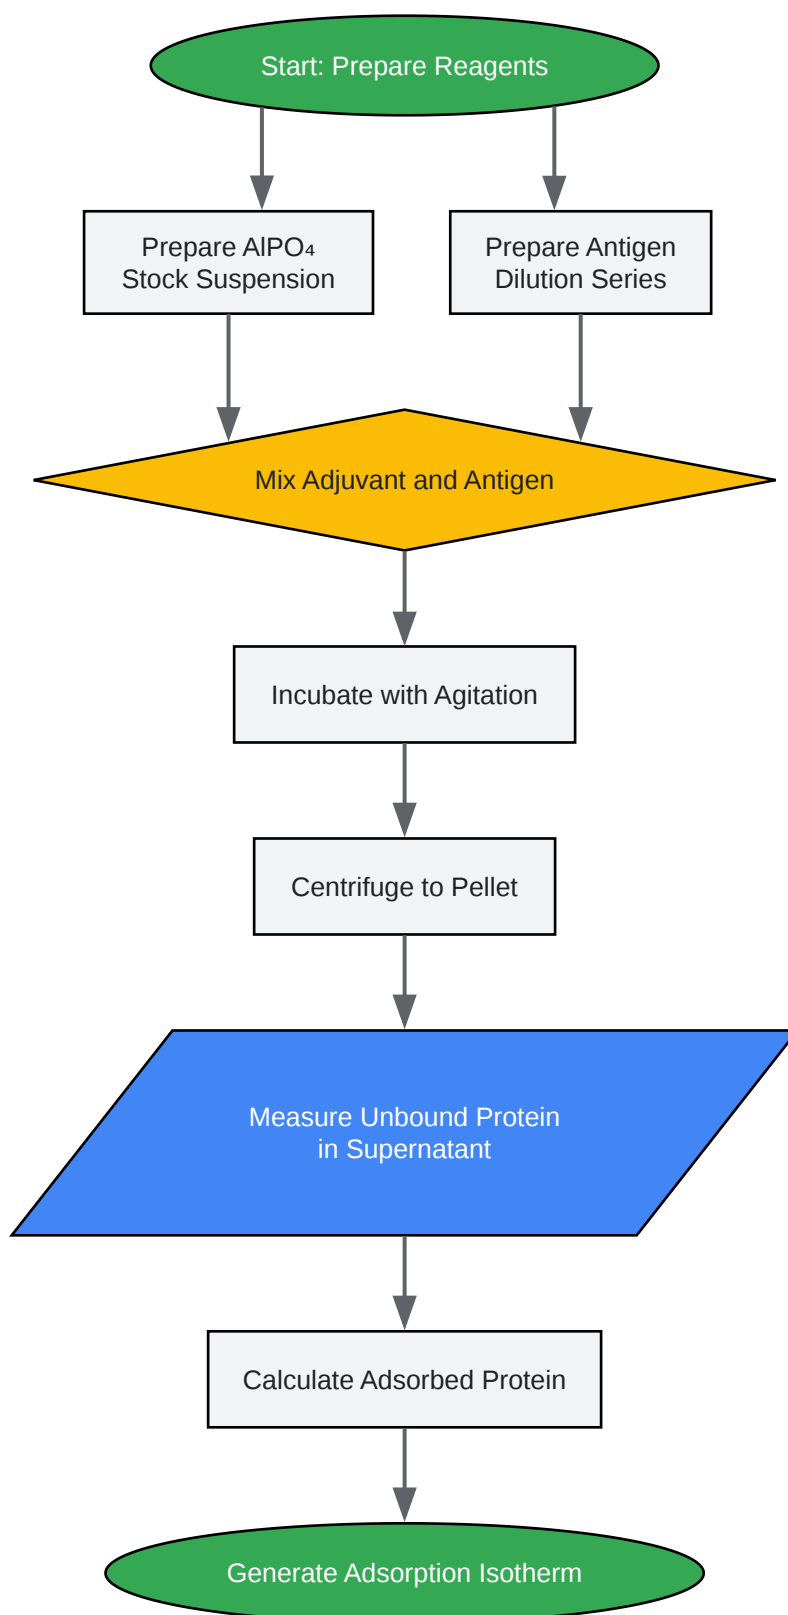 Start: Prepare Reagents
Prepare AlPO₄
Stock Suspension
Prepare Antigen
Dilution Series
Mix Adjuvant and Antigen
Incubate with Agitation
Centrifuge to Pellet
Measure Unbound Protein
in Supernatant
Calculate Adsorbed Protein
Generate Adsorption Isotherm